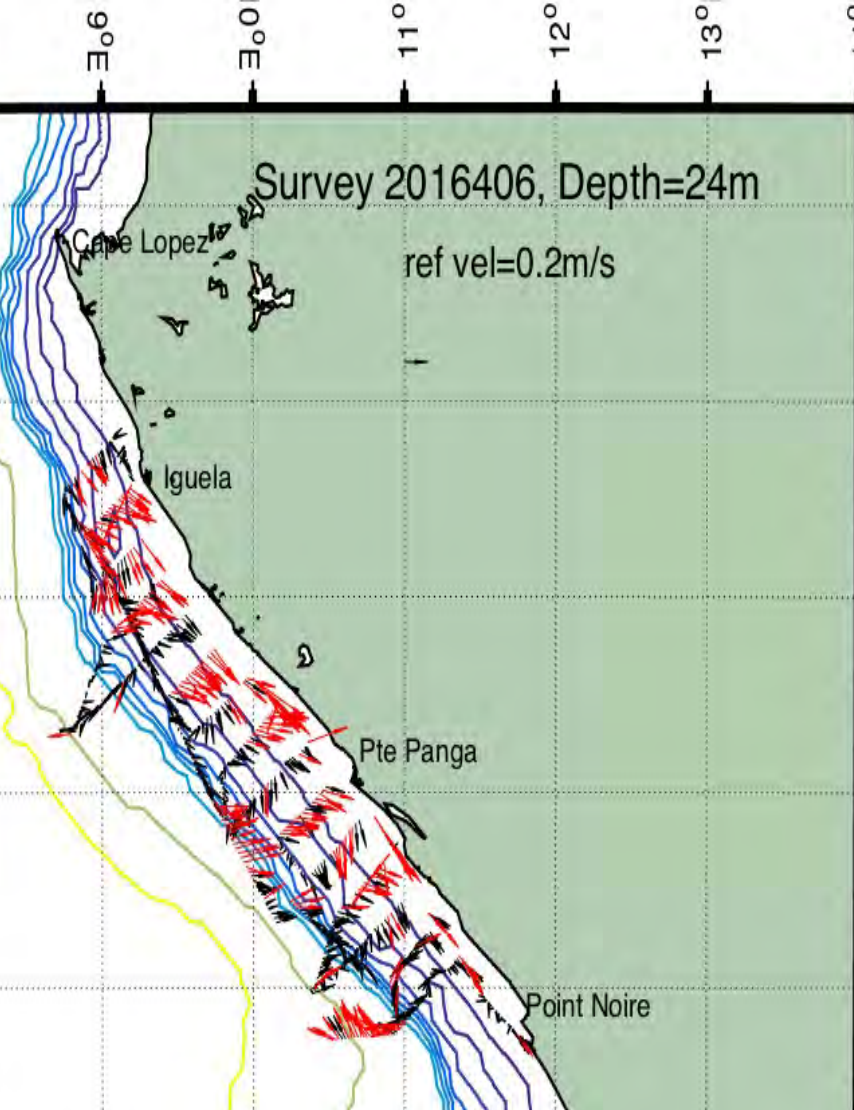 9°E
0°E
11°
12°
13°
Survey 2016406, Depth=24m
Cape Lopez
ref vel=0.2m/s
Iguela
Pte Panga
Point Noire